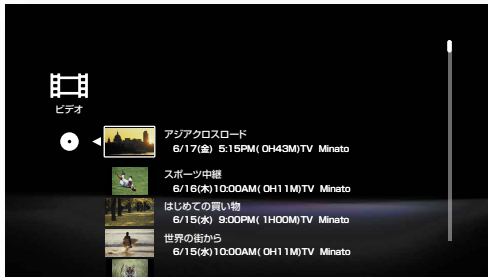 ビデオ
アジアクロスロード
6/17(金) 5:15PM( 0H43M)TV Minato
スポーツ中継
6/16(木)10:00AM( 0H11M)TV Minato
はじめての買い物
6/15(水) 9:00PM( 1H00M)TV Minato
世界の街から
6/15(水)10:00AM( 0H11M)TV Minato